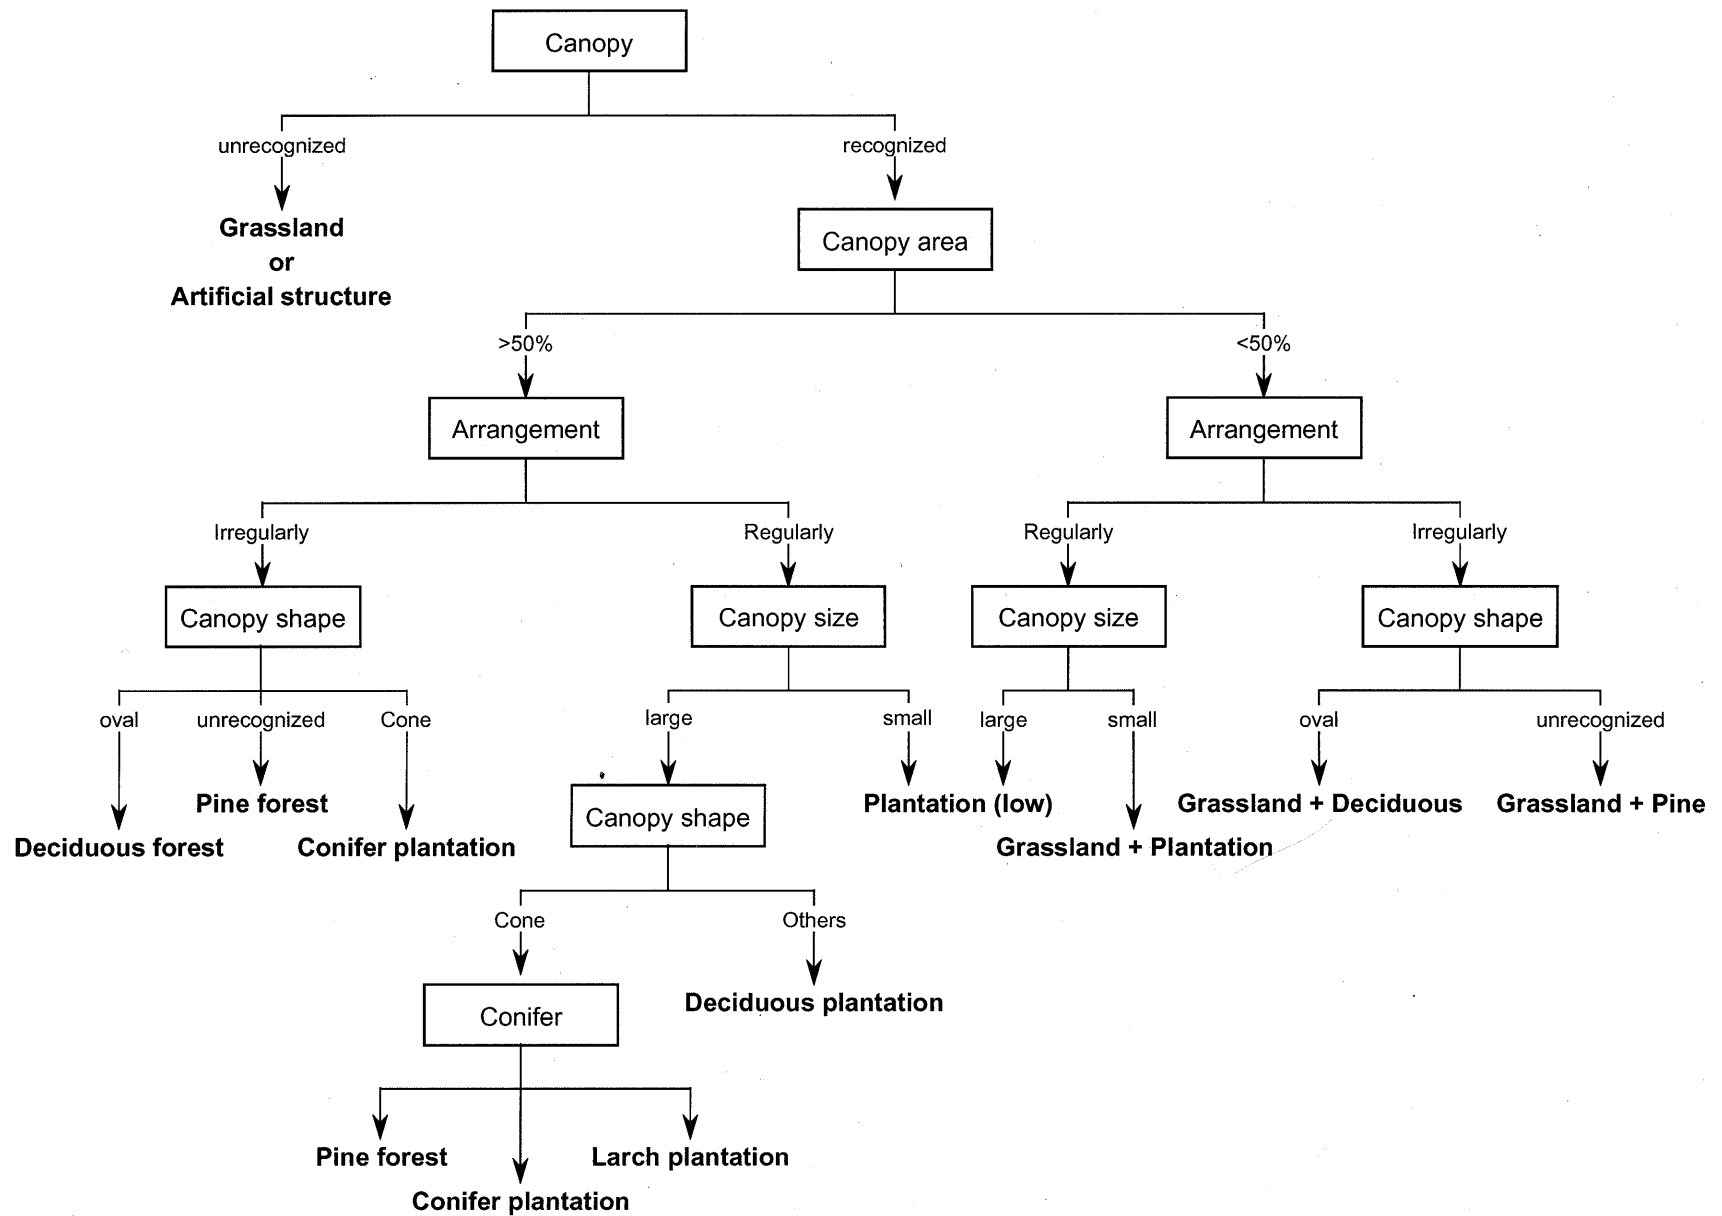 Canopy
unrecognized
recognized
Grassland
or
Artificial structure
Canopy area
>50%
<50%
Arrangement
Arrangement
Irregularly
Regularly
Regularly
Irregularly
Canopy shape
Canopy size
Canopy size
Canopy shape
oval
unrecognized
Cone
large
small
large
small
oval
unrecognized
Pine forest
Plantation (low)
Grassland + Deciduous
Grassland + Pine
Canopy shape
Deciduous forest
Conifer plantation
Grassland + Plantation
Cone
Others
Deciduous plantation
Conifer
Pine forest
Larch plantation
Conifer plantation